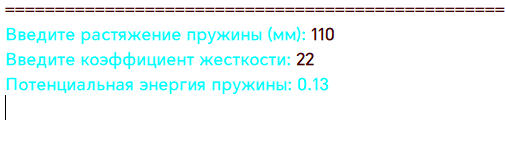 ==================================================
Введите растяжение пружины (мм): 110
Введите коэффициент жесткости: 22
Потенциальная энергия пружины: 0.13